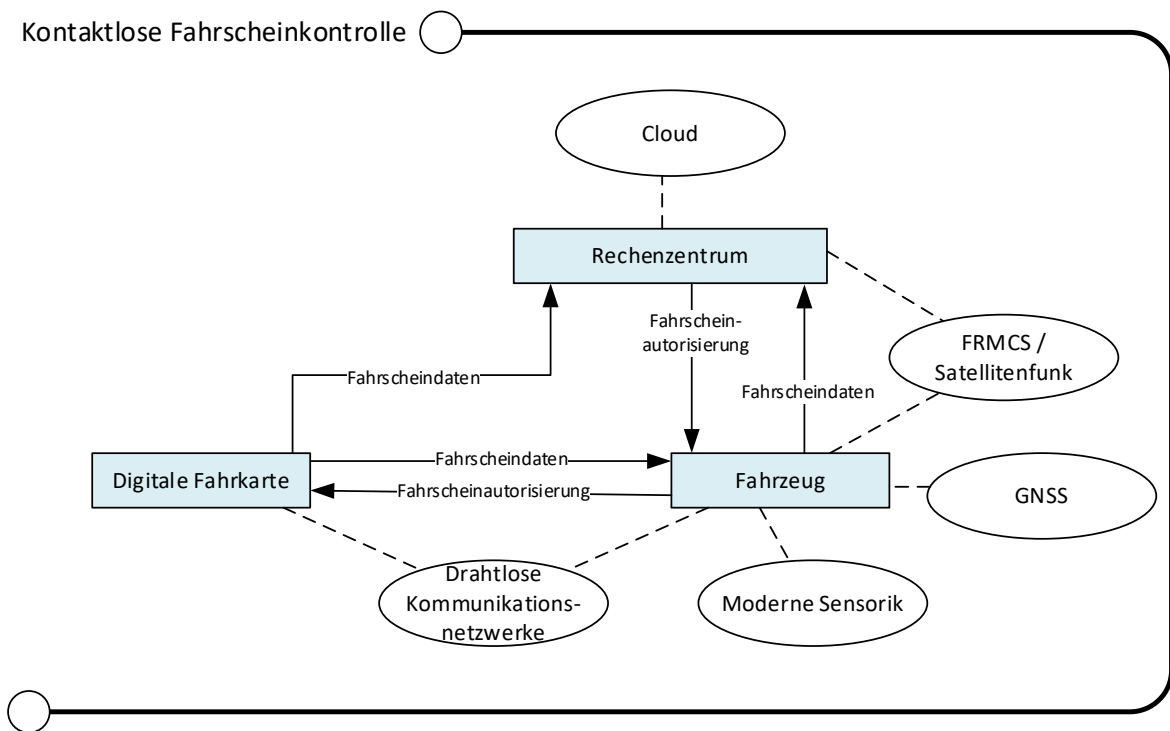 Kontaktlose Fahrscheinkontrolle
Cloud
Rechenzentrum
Fahrschein-
autorisierung
FRMCS /
Satellitenfunk
Fahrscheindaten
Fahrscheindaten
Fahrscheindaten
Digitale Fahrkarte
Fahrzeug
Fahrscheinautorisierung
GNSS
Drahtlose
Kommunikations-
netzwerke
Moderne Sensorik